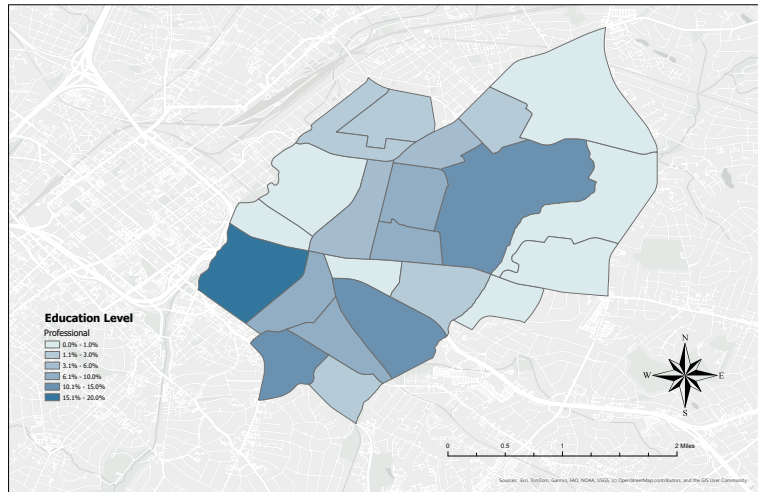 Education Level
Professional
0.0% - 1.0%
1.1% - 3.0%
3.1% - 6.0%
6.1% - 10.0%
10.1% - 15.0%
15.1% - 20.0%
N
W
E
S
0 0.5 1 2 Miles
Sources: Esri, TomTom, Garmin, FAO, NOAA, USGS, (c) OpenStreetMap contributors, and the GIS User Community